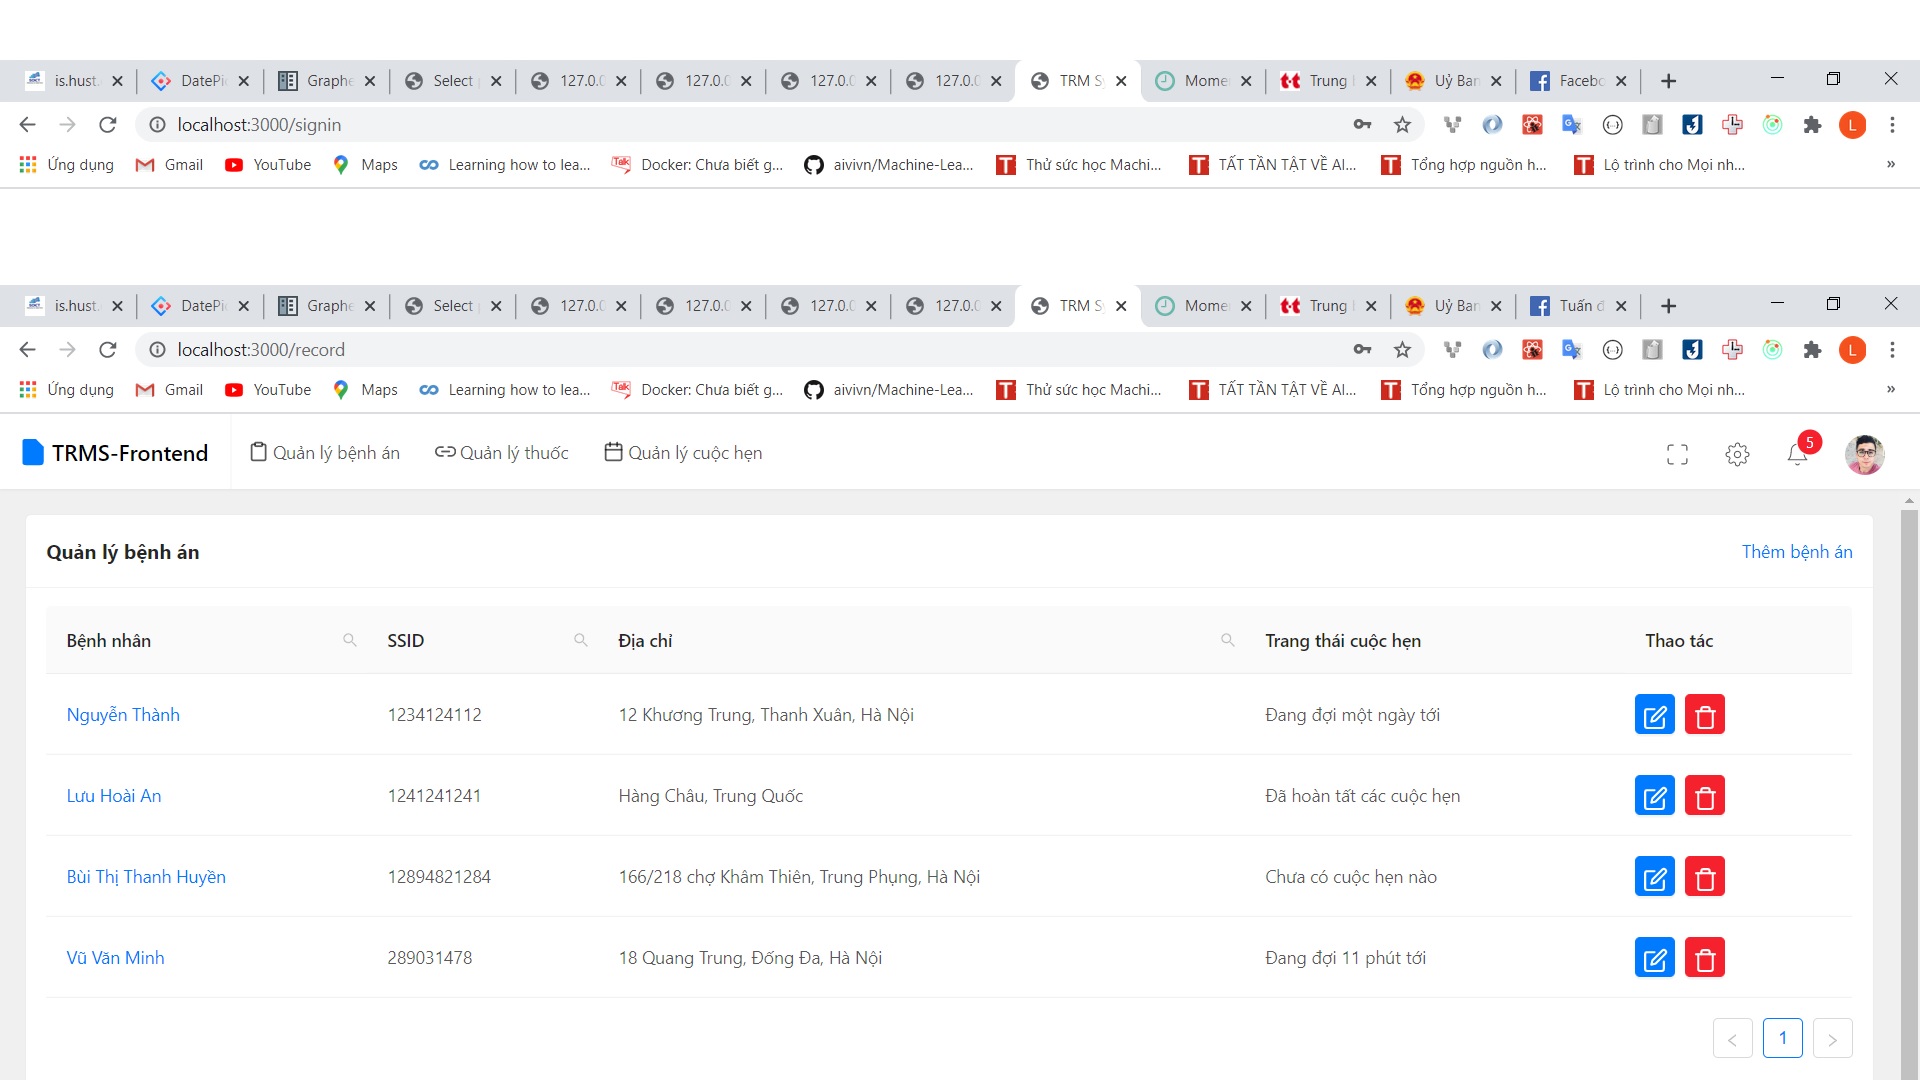 is.hust. DatePi Graphe Select 127.0.0 127.0.0 127.0.0 127.0.0 TRM S Mome Trung Uỷ Ban Facebo
localhost:3000/signin L
Ứng dụng Gmail YouTube Maps Learning how to lea... Docker: Chưa biết g... aivivn/Machine-Lea... Thử sức học Machi... TẤT TẦN TẬT VỀ AI... Tổng hợp nguồn h... Lộ trình cho Mọi nh... »
is.hust. DatePi Graphe Select 127.0.0 127.0.0 127.0.0 127.0.0 TRM S Mome Trung Uỷ Ban Tuấn đ
localhost:3000/record L
Ứng dụng Gmail YouTube Maps Learning how to lea... Docker: Chưa biết g... aivivn/Machine-Lea... Thử sức học Machi... TẤT TẦN TẬT VỀ AI... Tổng hợp nguồn h... Lộ trình cho Mọi nh... »
TRMS-Frontend Quản lý bệnh án Quản lý thuốc Quản lý cuộc hẹn 5
Quản lý bệnh án Thêm bệnh án
Bệnh nhân SSID Địa chỉ Trang thái cuộc hẹn Thao tác
Nguyễn Thành 1234124112 12 Khương Trung, Thanh Xuân, Hà Nội Đang đợi một ngày tới
Lưu Hoài An 1241241241 Hàng Châu, Trung Quốc Đã hoàn tất các cuộc hẹn
Bùi Thị Thanh Huyền 12894821284 166/218 chợ Khâm Thiên, Trung Phụng, Hà Nội Chưa có cuộc hẹn nào
Vũ Văn Minh 289031478 18 Quang Trung, Đống Đa, Hà Nội Đang đợi 11 phút tới
< 1 >